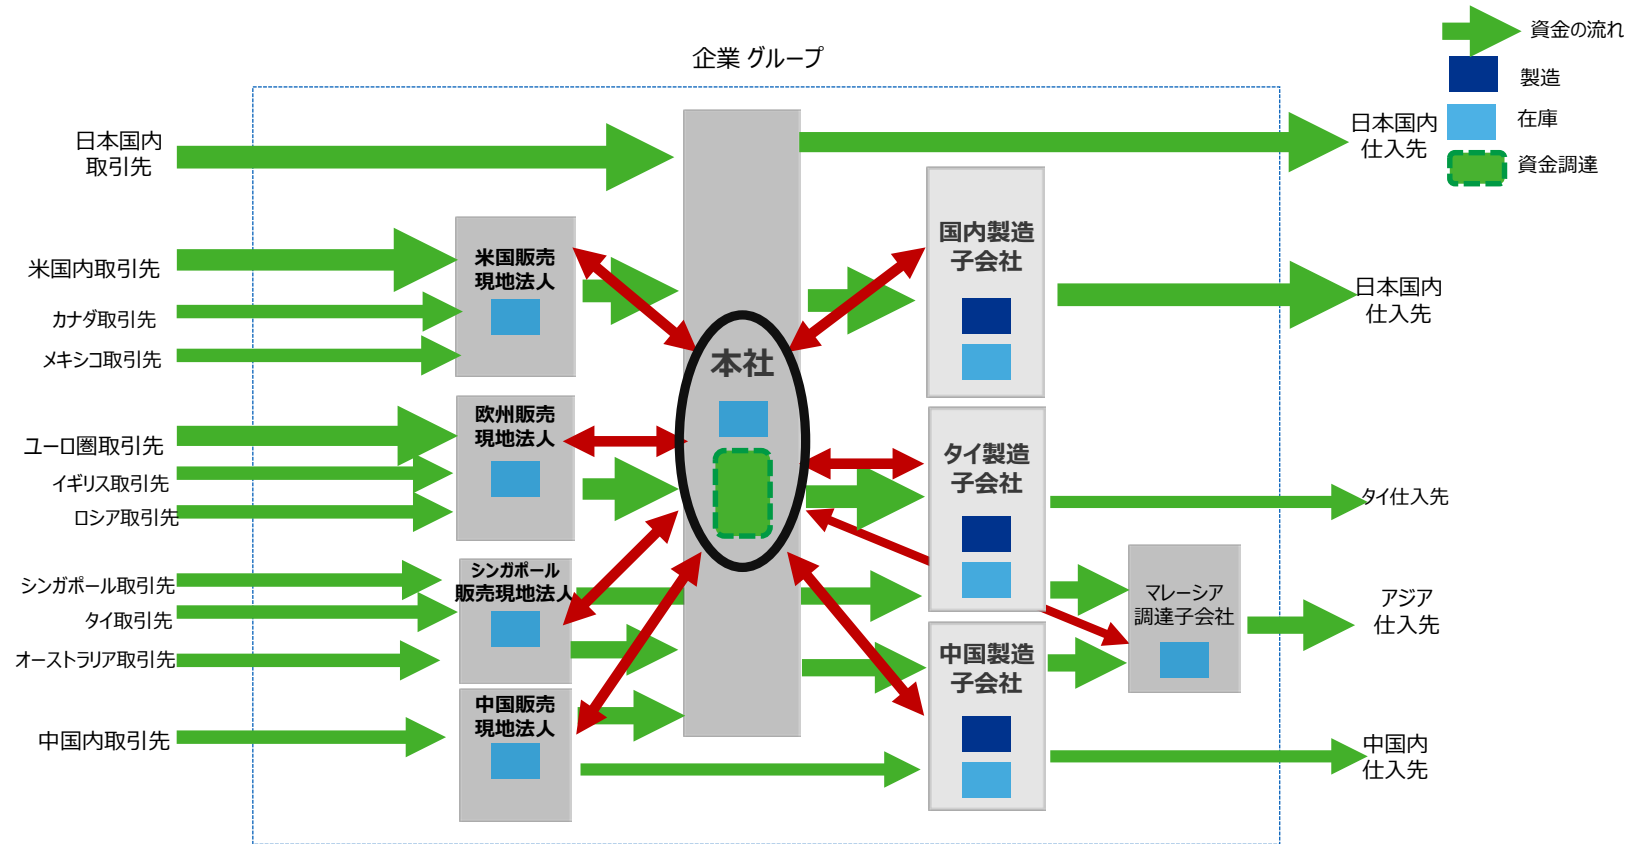 企業 グループ
資金の流れ
製造
在庫
資金調達
日本国内
取引先
米国内取引先
カナダ取引先
メキシコ取引先
ユーロ圏取引先
イギリス取引先
ロシア取引先
シンガポール取引先
タイ取引先
オーストラリア取引先
中国内取引先
米国販売
現地法人
欧州販売
現地法人
シンガポール
販売現地法人
中国販売
現地法人
本社
国内製造
子会社
タイ製造
子会社
中国製造
子会社
マレーシア
調達子会社
日本国内
仕入先
日本国内
仕入先
タイ仕入先
アジア
仕入先
中国内
仕入先